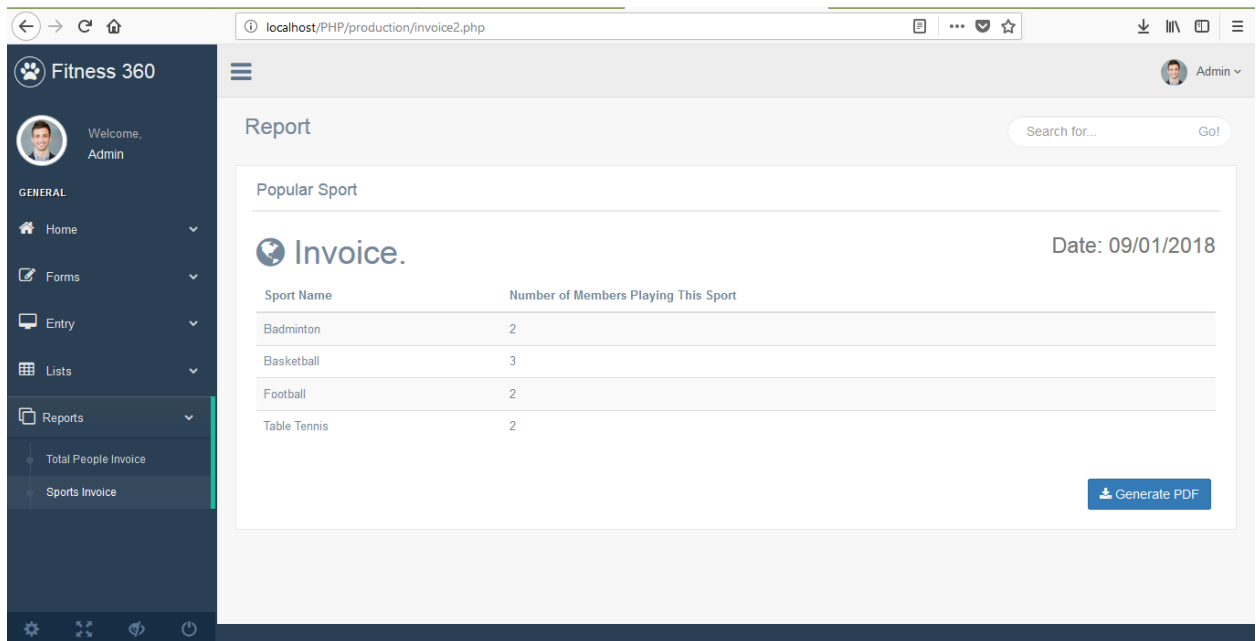 localhost/PHP/production/invoice2.php
Fitness 360
Admin
Welcome,
Admin
GENERAL
Home
Forms
Entry
Lists
Reports
Total People Invoice
Sports Invoice
Report
Search for... Go!
Popular Sport
Invoice. Date: 09/01/2018
Sport Name Number of Members Playing This Sport
Badminton 2
Basketball 3
Football 2
Table Tennis 2
Generate PDF